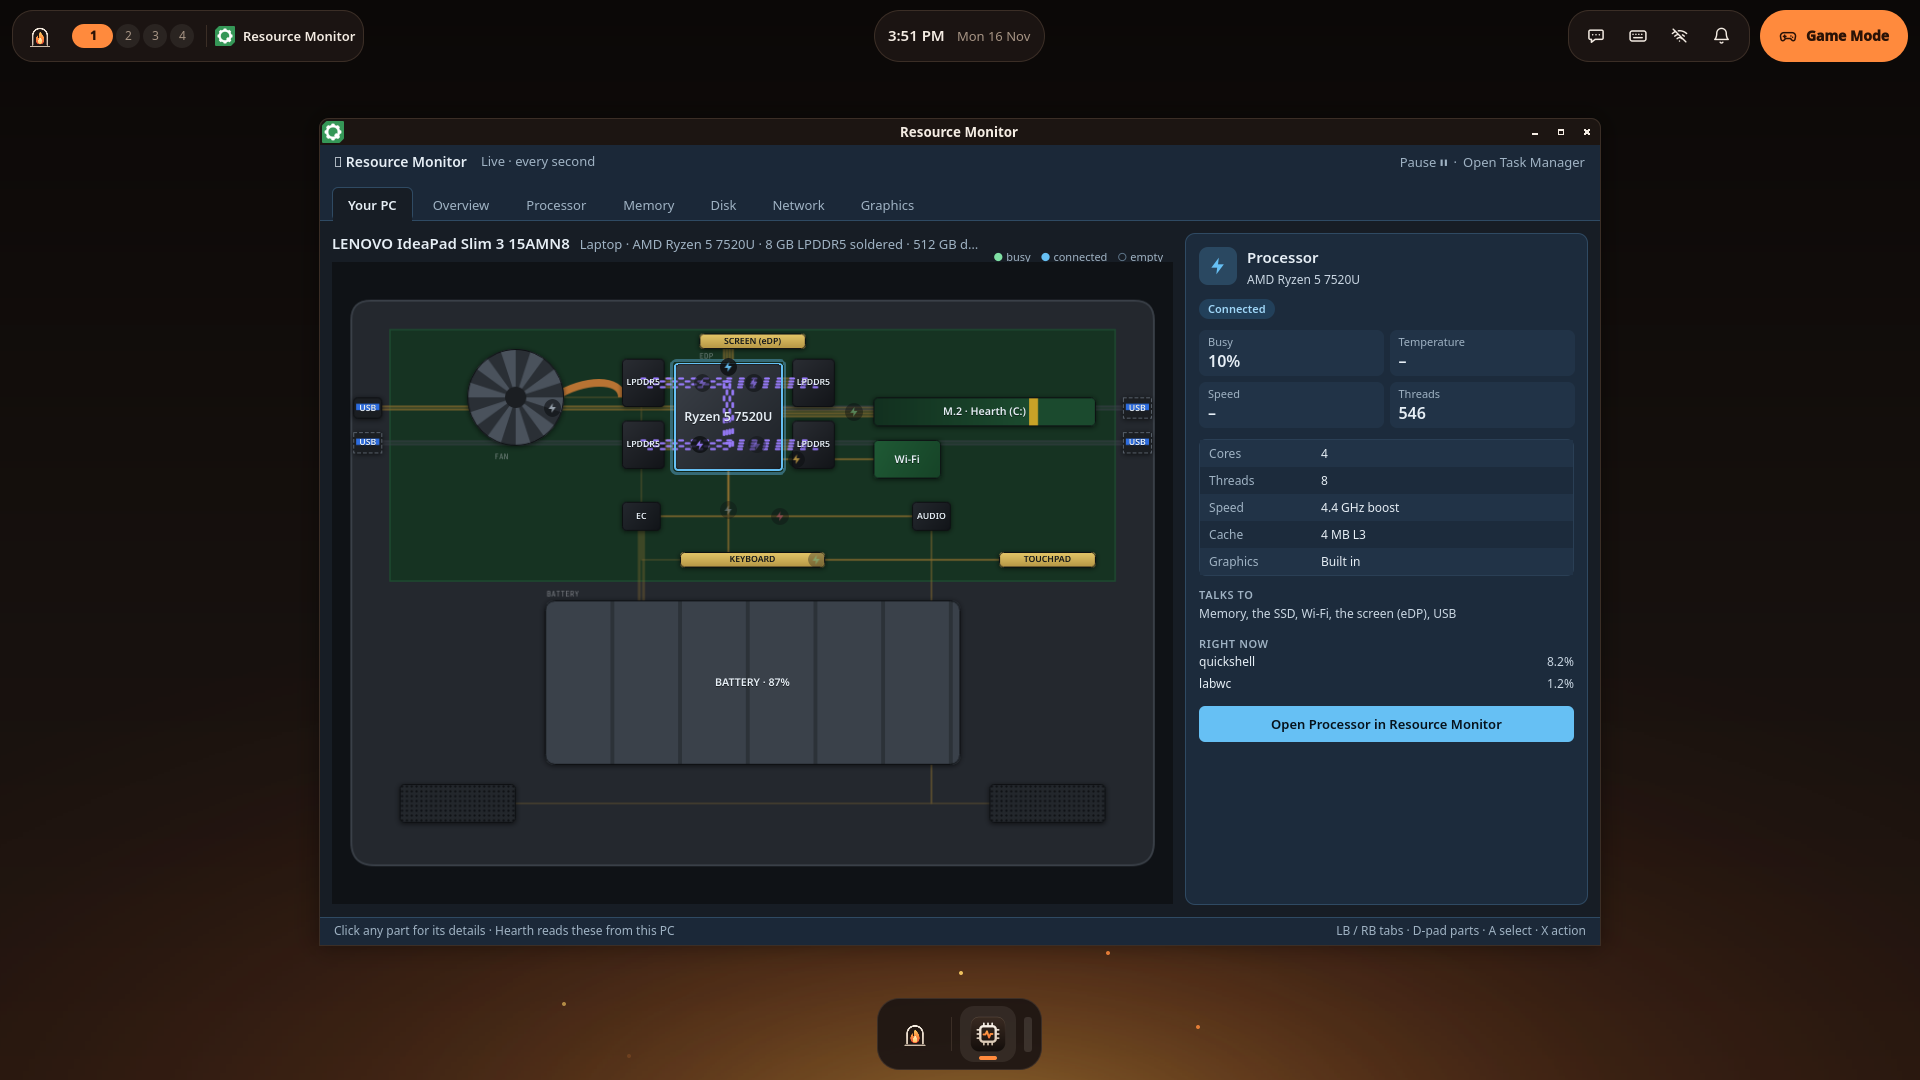 1 2 3 4 Resource Monitor
3:51 PM Mon 16 Nov
Game Mode
Resource Monitor
Resource Monitor Live · every second
Pause · Open Task Manager
Your PC Overview Processor Memory Disk Network Graphics
LENOVO IdeaPad Slim 3 15AMN8 Laptop · AMD Ryzen 5 7520U · 8 GB LPDDR5 soldered · 512 GB d…
busy connected empty
SCREEN (eDP)
EDP
LPDDR5 LPDDR5
USB USB
Ryzen 5 7520U
M.2 · Hearth (C:)
USB USB
LPDDR5 LPDDR5
FAN
Wi-Fi
EC AUDIO
KEYBOARD TOUCHPAD
BATTERY
BATTERY · 87%
Processor
AMD Ryzen 5 7520U
Connected
Busy Temperature
10% –
Speed Threads
– 546
Cores 4
Threads 8
Speed 4.4 GHz boost
Cache 4 MB L3
Graphics Built in
TALKS TO
Memory, the SSD, Wi-Fi, the screen (eDP), USB
RIGHT NOW
quickshell 8.2%
labwc 1.2%
Open Processor in Resource Monitor
Click any part for its details · Hearth reads these from this PC
LB / RB tabs · D-pad parts · A select · X action